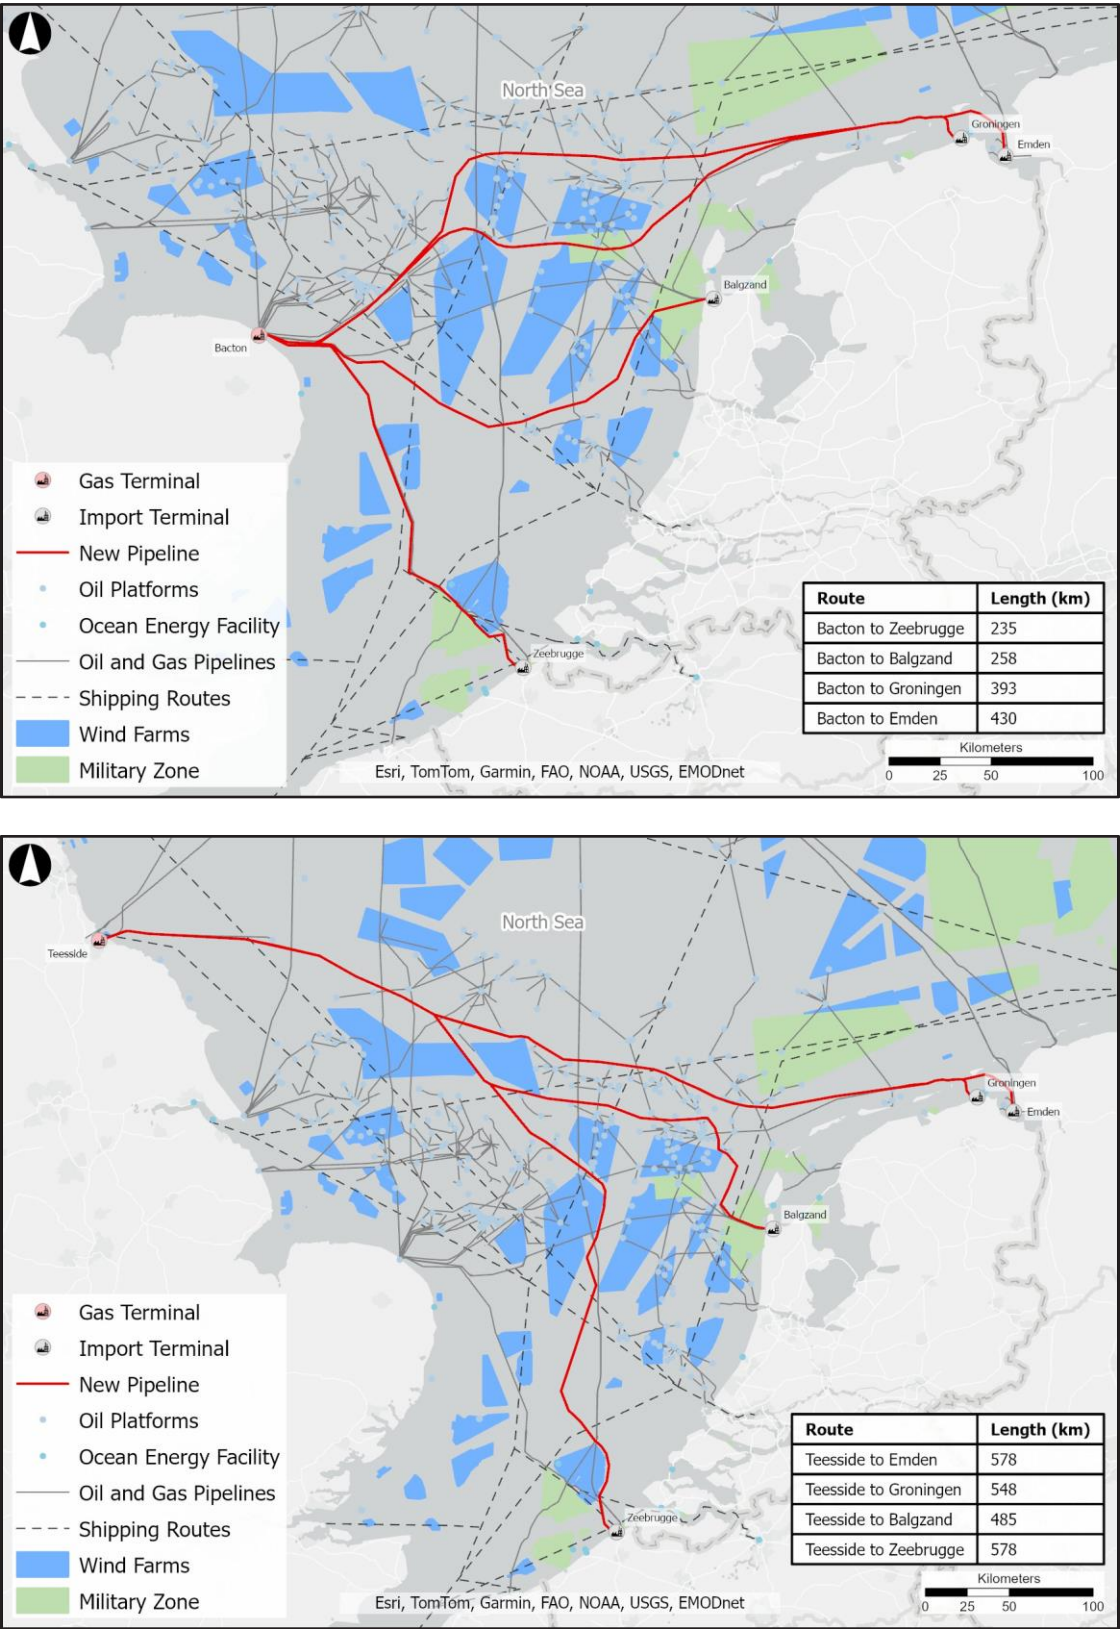 North Sea
Groningen
Emden
Balgzand
Bacton
Zeebrugge
Gas Terminal
Import Terminal
New Pipeline
Oil Platforms
Ocean Energy Facility
Oil and Gas Pipelines
Shipping Routes
Wind Farms
Military Zone
Route Length (km)
Bacton to Zeebrugge 235
Bacton to Balgzand 258
Bacton to Groningen 393
Bacton to Emden 430
Kilometers
0 25 50 100
Esri, TomTom, Garmin, FAO, NOAA, USGS, EMODnet
North Sea
Teesside
Groningen
Emden
Balgzand
Zeebrugge
Gas Terminal
Import Terminal
New Pipeline
Oil Platforms
Ocean Energy Facility
Oil and Gas Pipelines
Shipping Routes
Wind Farms
Military Zone
Route Length (km)
Teesside to Emden 578
Teesside to Groningen 548
Teesside to Balgzand 485
Teesside to Zeebrugge 578
Kilometers
0 25 50 100
Esri, TomTom, Garmin, FAO, NOAA, USGS, EMODnet